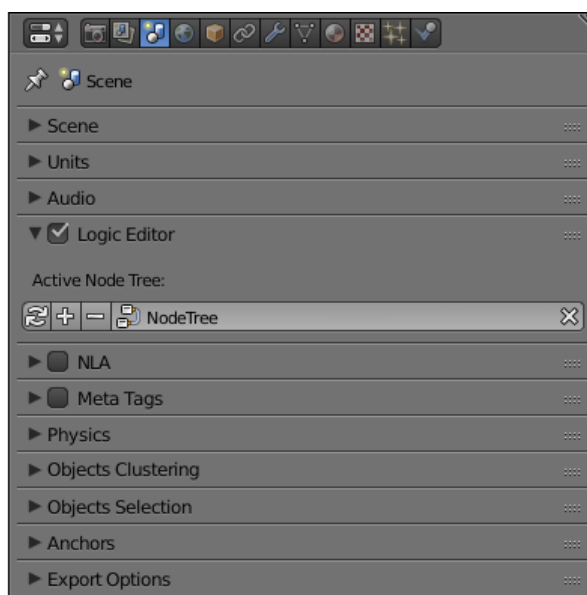 Scene
Scene
Units
Audio
Logic Editor
Active Node Tree:
NodeTree
NLA
Meta Tags
Physics
Objects Clustering
Objects Selection
Anchors
Export Options